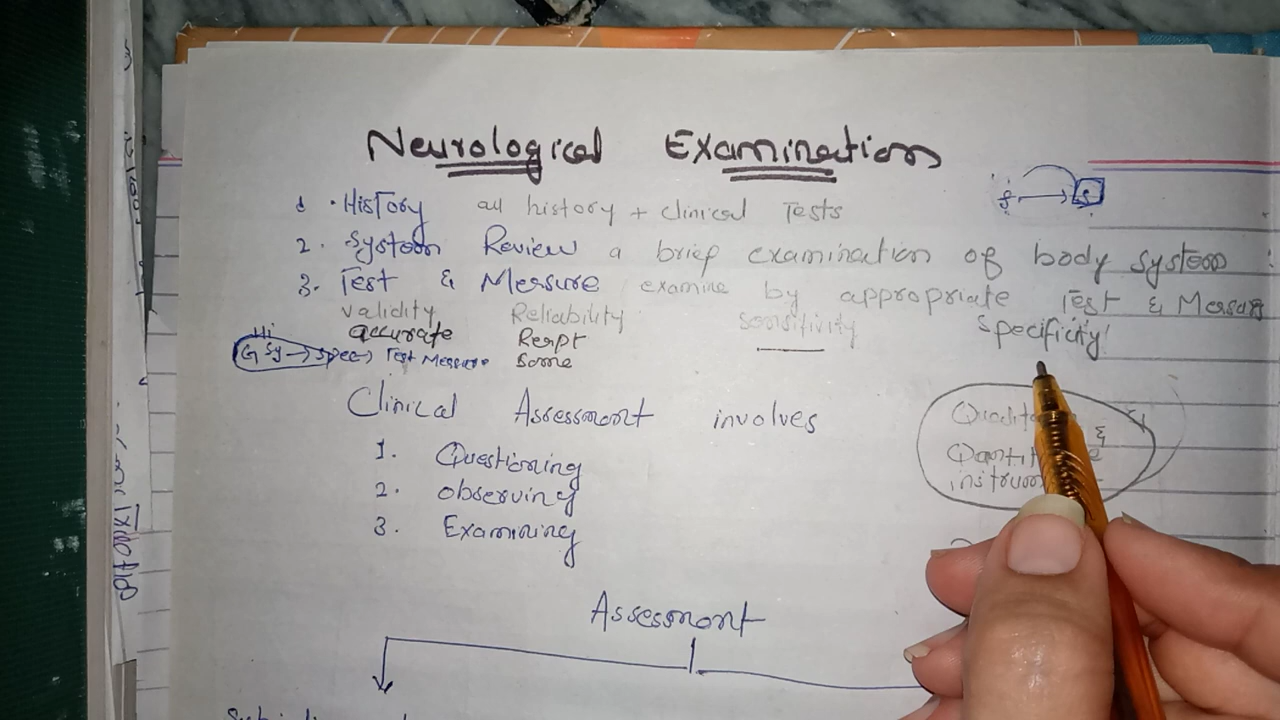 Neurological Examination
1. History all history + clinical Tests
2. System Review a brief examination of body system
3. Test & Measure examine by appropriate Test & Measur
validity Reliability sensitivity specificity
accurate Reapt
Test Measure Same
Clinical Assessment involves
1. Questioning
2. observing
3. Examining
&
Assessment